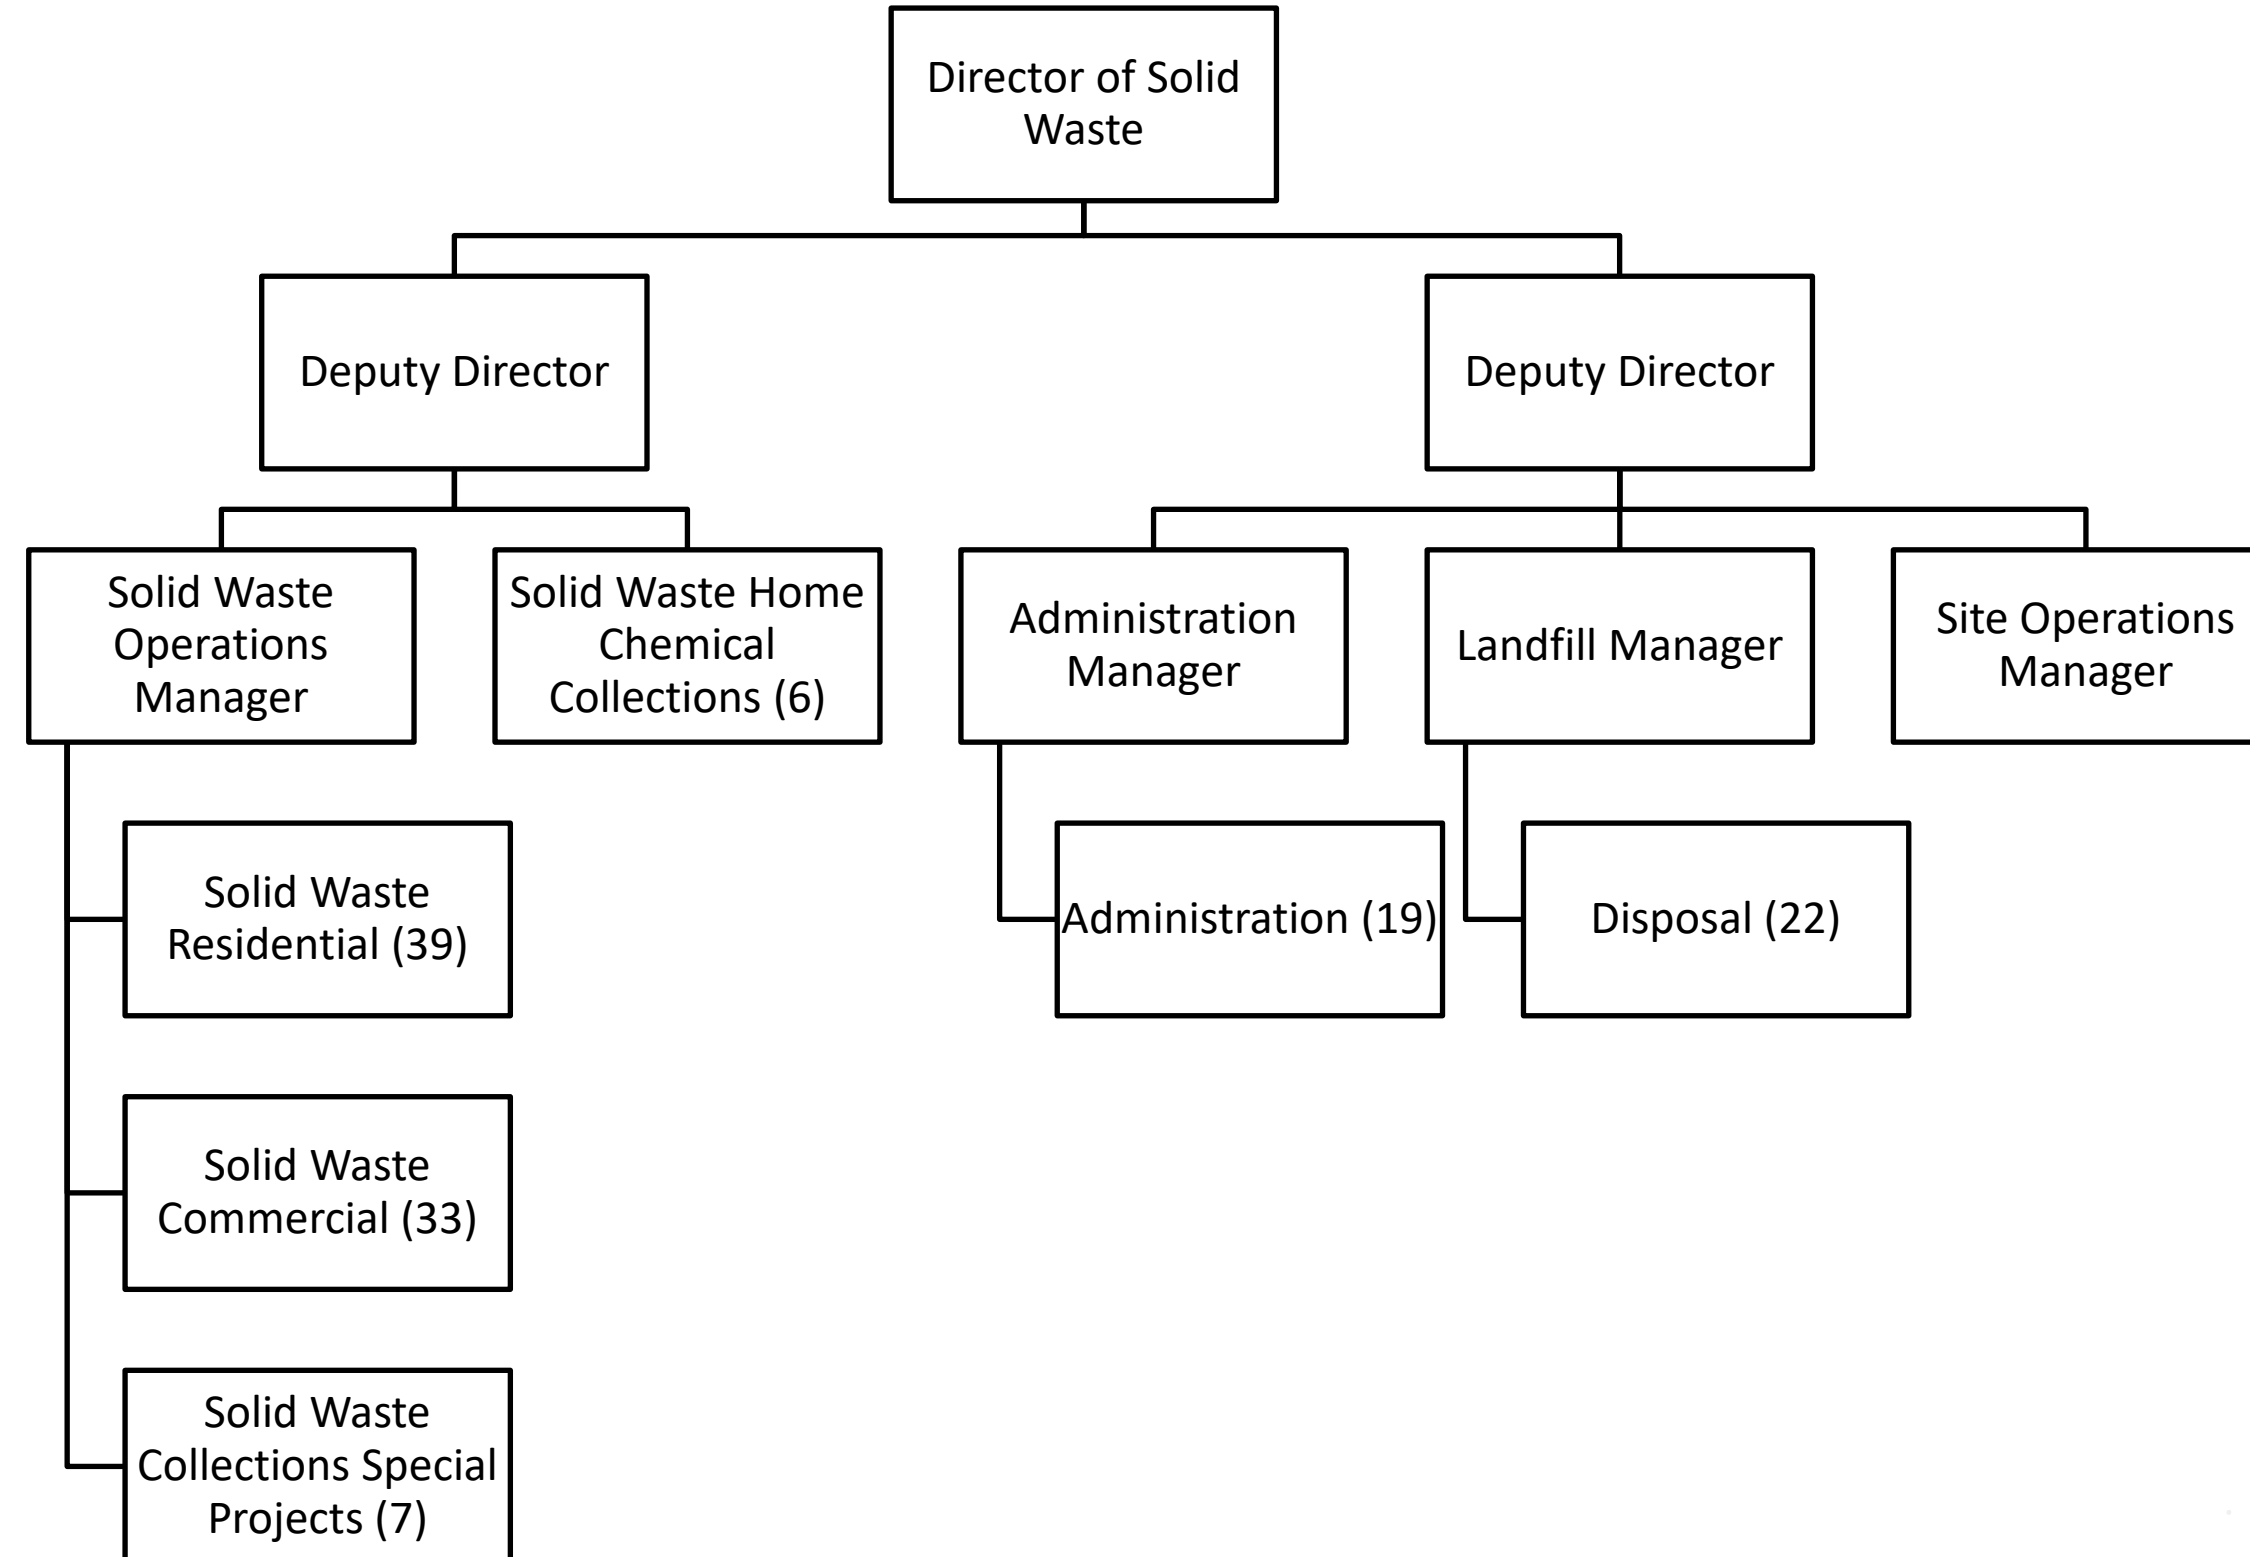 Director of Solid
Waste
Deputy Director
Deputy Director
Solid Waste
Operations
Manager
Solid Waste Home
Chemical
Collections (6)
Administration
Manager
Landfill Manager
Site Operations
Manager
Solid Waste
Residential (39)
Administration (19)
Disposal (22)
Solid Waste
Commercial (33)
Solid Waste
Collections Special
Projects (7)